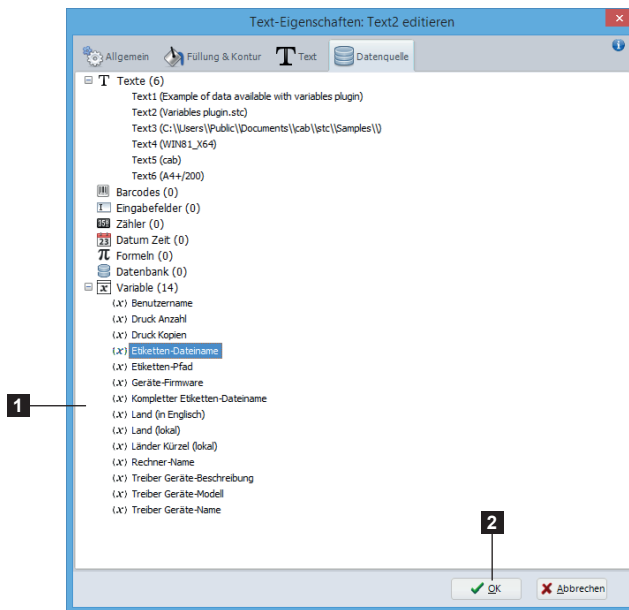 Text-Eigenschaften: Text2 editieren
Allgemein Füllung & Kontur Text Datenquelle
Texte (6)
Text1 (Example of data available with variables plugin)
Text2 (Variables plugin.stc)
Text3 (C:\\Users\\Public\\Documents\\cab\\stc\\Samples\\)
Text4 (WIN81_X64)
Text5 (cab)
Text6 (A4+/200)
Barcodes (0)
Eingabefelder (0)
Zähler (0)
Datum Zeit (0)
Formeln (0)
Datenbank (0)
Variable (14)
(x) Benutzername
(x) Druck Anzahl
(x) Druck Kopien
(x) Etiketten-Dateiname
(x) Etiketten-Pfad
(x) Geräte-Firmware
(x) Kompletter Etiketten-Dateiname
1
(x) Land (in Englisch)
(x) Land (lokal)
(x) Länder Kürzel (lokal)
(x) Rechner-Name
(x) Treiber Geräte-Beschreibung
(x) Treiber Geräte-Modell
(x) Treiber Geräte-Name
2
OK Abbrechen